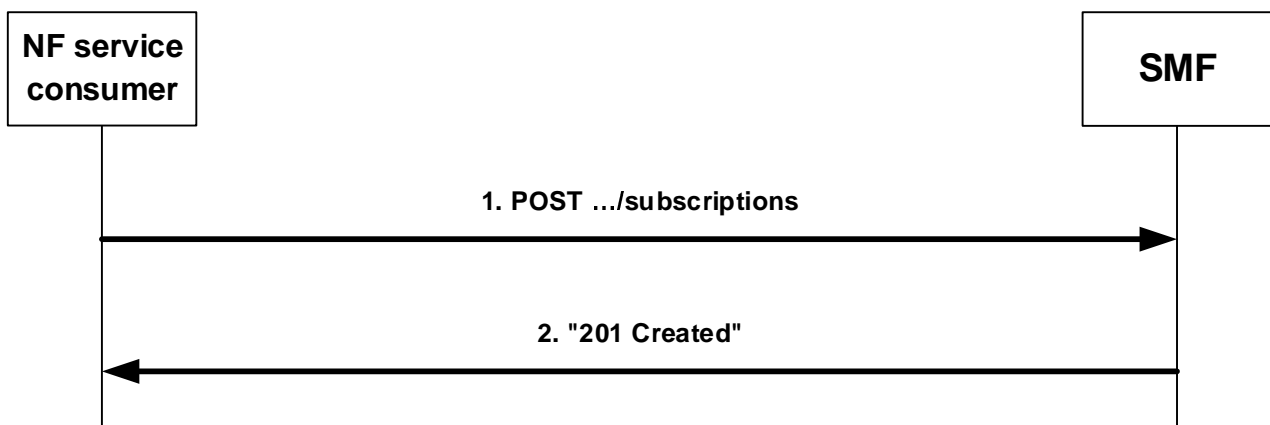 NF service
consumer
SMF
1. POST …/subscriptions
2. "201 Created"